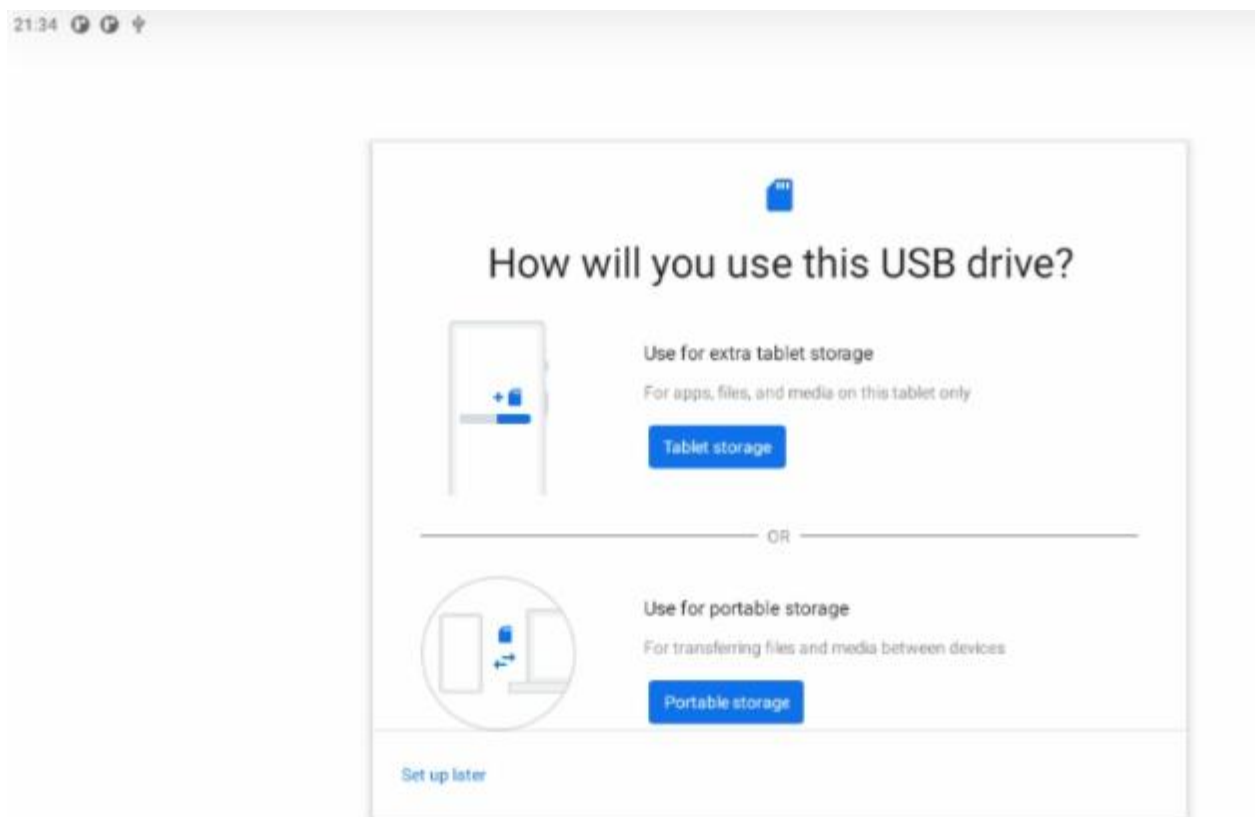 21:34
How will you use this USB drive?
Use for extra tablet storage
For apps, files, and media on this tablet only
Tablet storage
OR
Use for portable storage
For transferring files and media between devices
Portable storage
Set up later